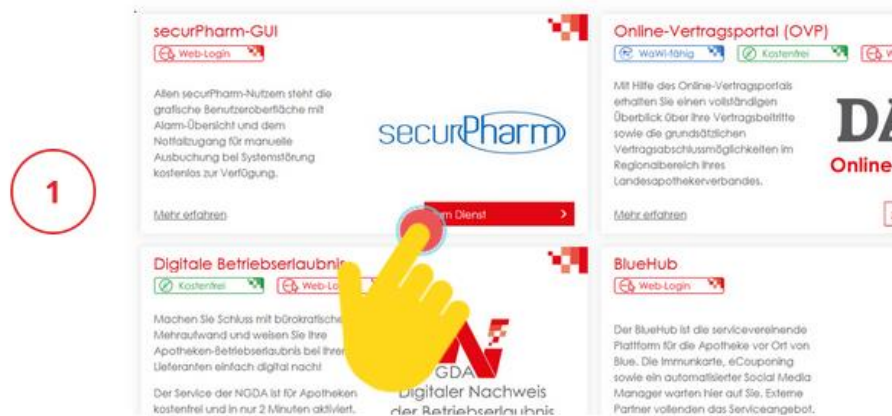 1
securPharm-GUI
Web-Login
Allen securPharm-Nutzern steht die
grafische Benutzeroberfläche mit
Alarm-Übersicht und dem
Notfallzugang für manuelle
Ausbuchung bei Systemstörung
kostenlos zur Verfügung.
securPharm
Mehr erfahren
Dienst
Online-Vertragsportal (OVP)
WaWi-fähig
Kostenfrei
Mit Hilfe des Online-Vertragsportals
erhalten Sie einen vollständigen
Überblick über Ihre Vertragsbeitritte
sowie die grundsätzlichen
Vertragsabschlussmöglichkeiten im
Regionalbereich Ihres
Landesapothekerverbandes.
Online
Mehr erfahren
Digitale Betriebserlaubnis
Kostenfrei
Machen Sie Schluss mit
Mehraufwand und weisen Sie Ihre
Apotheken-Betriebserlaubnis bei Ihren
Lieferanten einfach digital nach!
Der Service der NGDA ist für Apotheken
kostenfrei und in nur 2 Minuten aktiviert.
NGDA
Digitaler Nachweis
der Betriebserlaubnis
BlueHub
Web-Login
Der BlueHub ist die servicevereinende
Plattform für die Apotheke vor Ort von
Blue. Die Immunkarte, eCouponing
sowie ein automatisierter Social Media
Manager warten hier auf Sie. Externe
Partner vollenden das Serviceangebot,